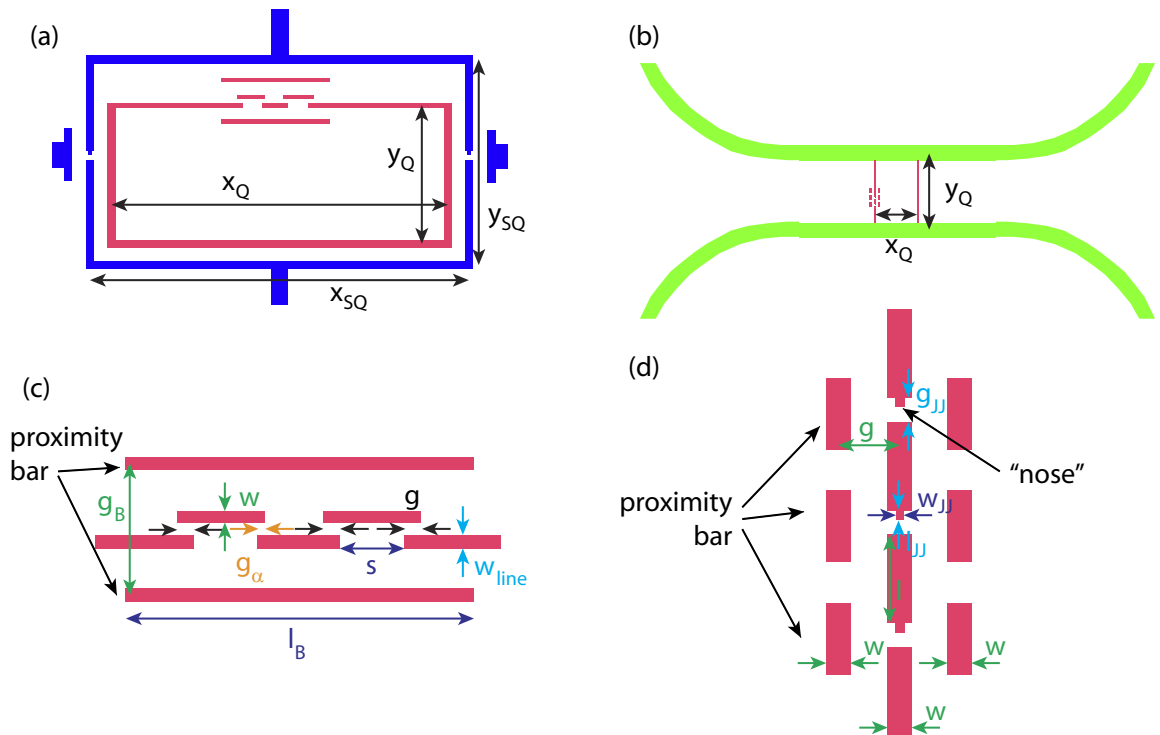 (a)
x_Q
y_Q
y_SQ
x_SQ
(b)
y_Q
x_Q
(c)
proximity
bar
g_B
w
g
g_α
s
w_line
l_B
(d)
g_JJ
g
"nose"
proximity
bar
w_JJ
l_JJ
l
w
w
w